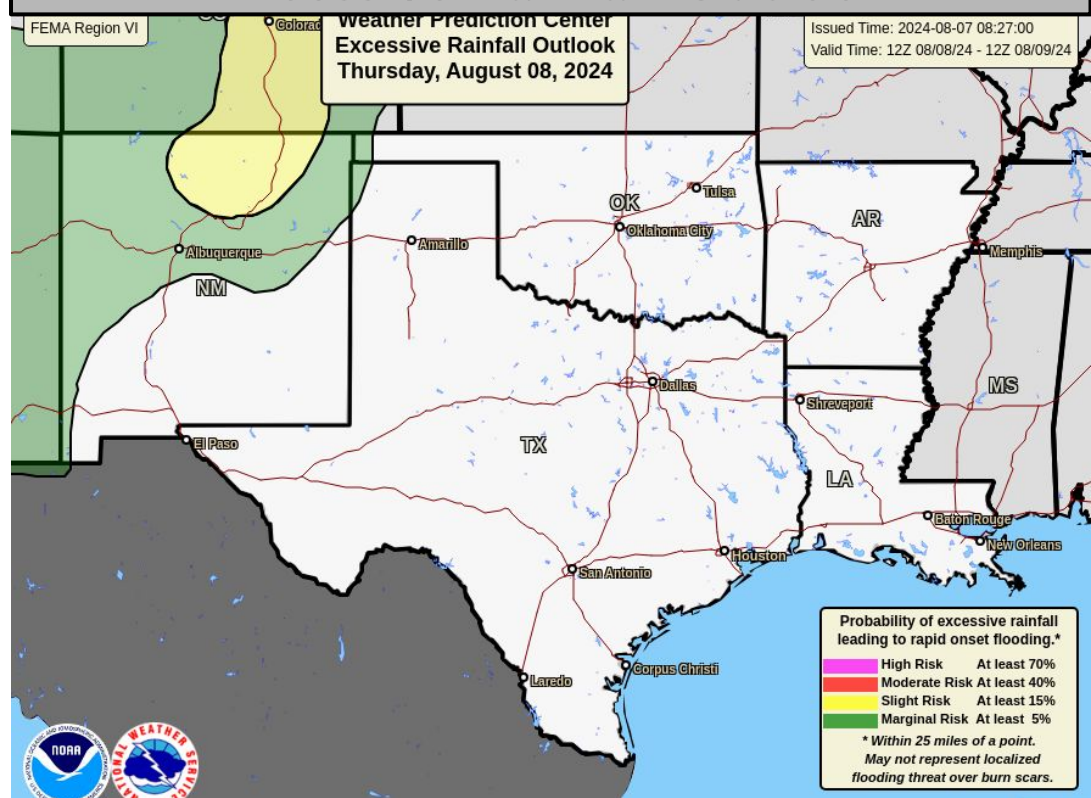 FEMA Region VI
Weather Prediction Center
Excessive Rainfall Outlook
Thursday, August 08, 2024
Issued Time: 2024-08-07 08:27:00
Valid Time: 12Z 08/08/24 - 12Z 08/09/24
Colorad
Tulsa
OK
Oklahoma City
AR
Albuquerque
Amarillo
Memphis
NM
Dallas
MS
Shreveport
El Paso
TX
LA
Baton Rouge
New Orleans
Houston
San Antonio
Corpus Christi
Laredo
Probability of excessive rainfall
leading to rapid onset flooding.*
High Risk At least 70%
Moderate Risk At least 40%
Slight Risk At least 15%
Marginal Risk At least 5%
* Within 25 miles of a point.
May not represent localized
flooding threat over burn scars.
NOAA
NATIONAL WEATHER SERVICE